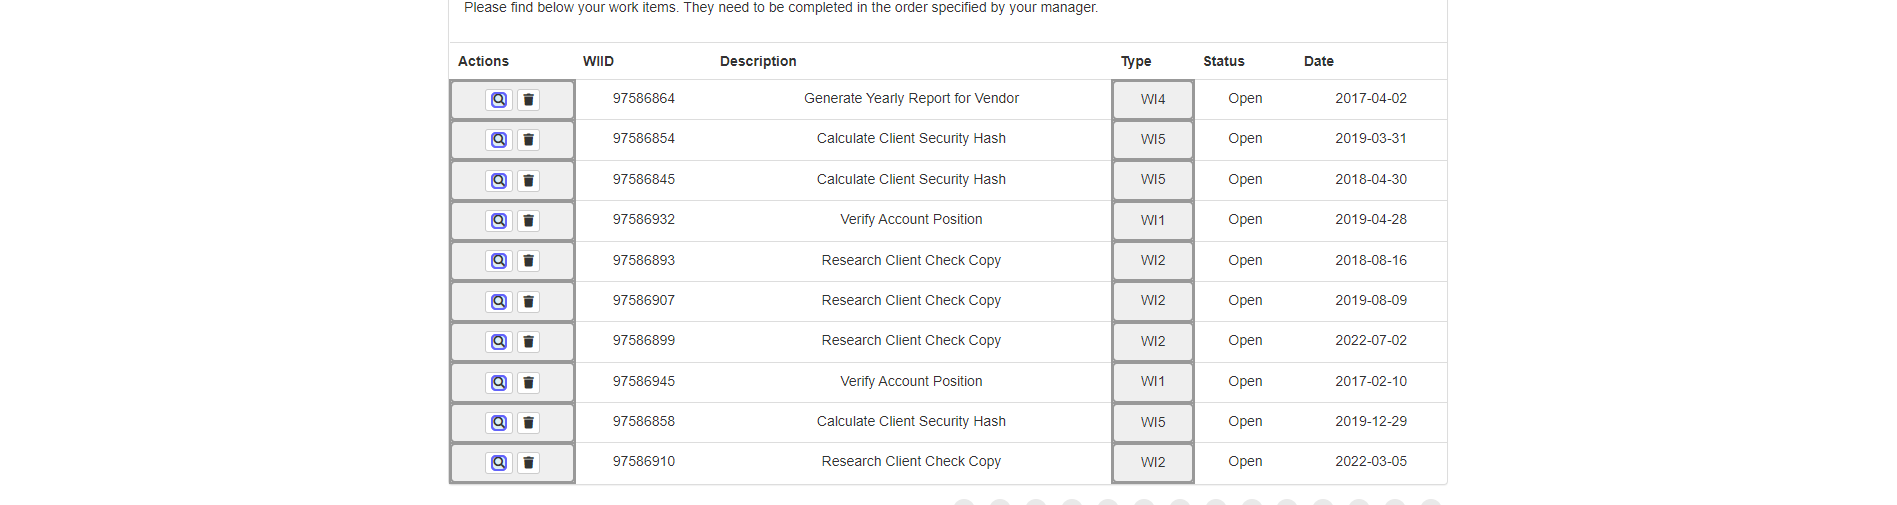 Please find below your work items. They need to be completed in the order specified by your manager.
Actions WIID Description Type Status Date
97586864 Generate Yearly Report for Vendor WI4 Open 2017-04-02
97586854 Calculate Client Security Hash WI5 Open 2019-03-31
97586845 Calculate Client Security Hash WI5 Open 2018-04-30
97586932 Verify Account Position WI1 Open 2019-04-28
97586893 Research Client Check Copy WI2 Open 2018-08-16
97586907 Research Client Check Copy WI2 Open 2019-08-09
97586899 Research Client Check Copy WI2 Open 2022-07-02
97586945 Verify Account Position WI1 Open 2017-02-10
97586858 Calculate Client Security Hash WI5 Open 2019-12-29
97586910 Research Client Check Copy WI2 Open 2022-03-05